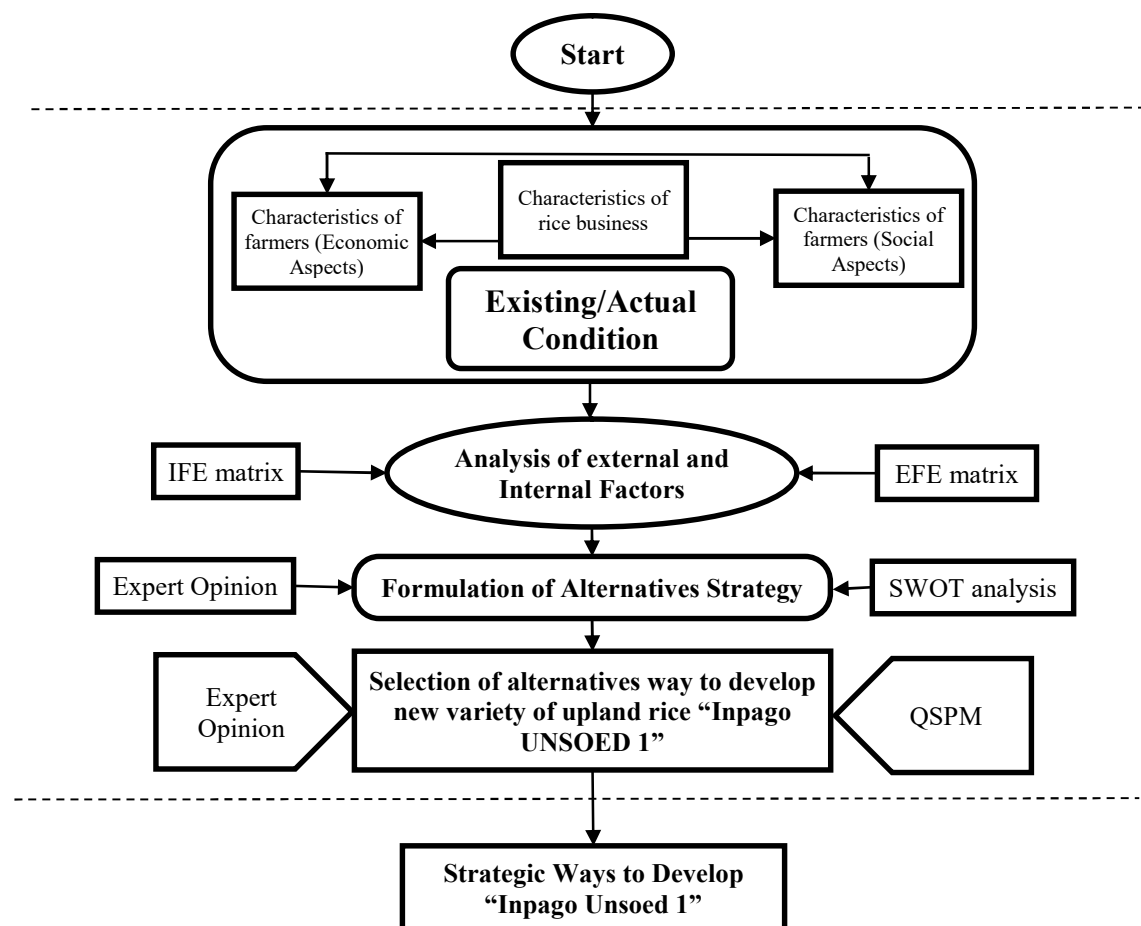 Start
Characteristics of
farmers (Economic
Aspects)
Characteristics of
rice business
Characteristics of
farmers (Social
Aspects)
Existing/Actual
Condition
IFE matrix
Analysis of external and
Internal Factors
EFE matrix
Expert Opinion
Formulation of Alternatives Strategy
SWOT analysis
Expert
Opinion
Selection of alternatives way to develop
new variety of upland rice “Inpago
UNSOED 1”
QSPM
Strategic Ways to Develop
“Inpago Unsoed 1”